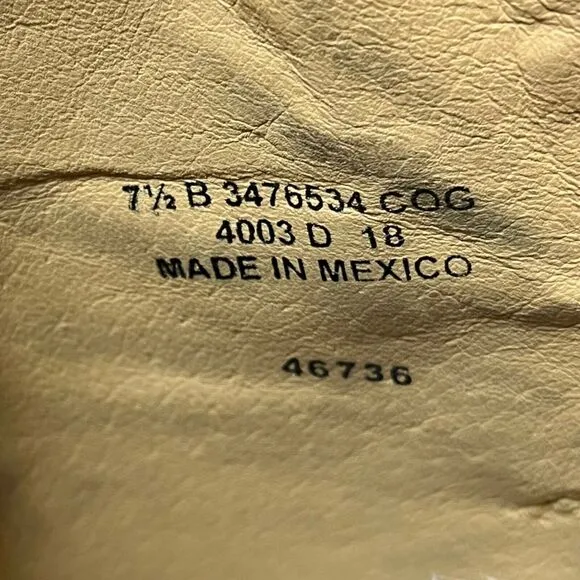 7½ B 3476534 COG
4003 D 18
MADE IN MEXICO
46736